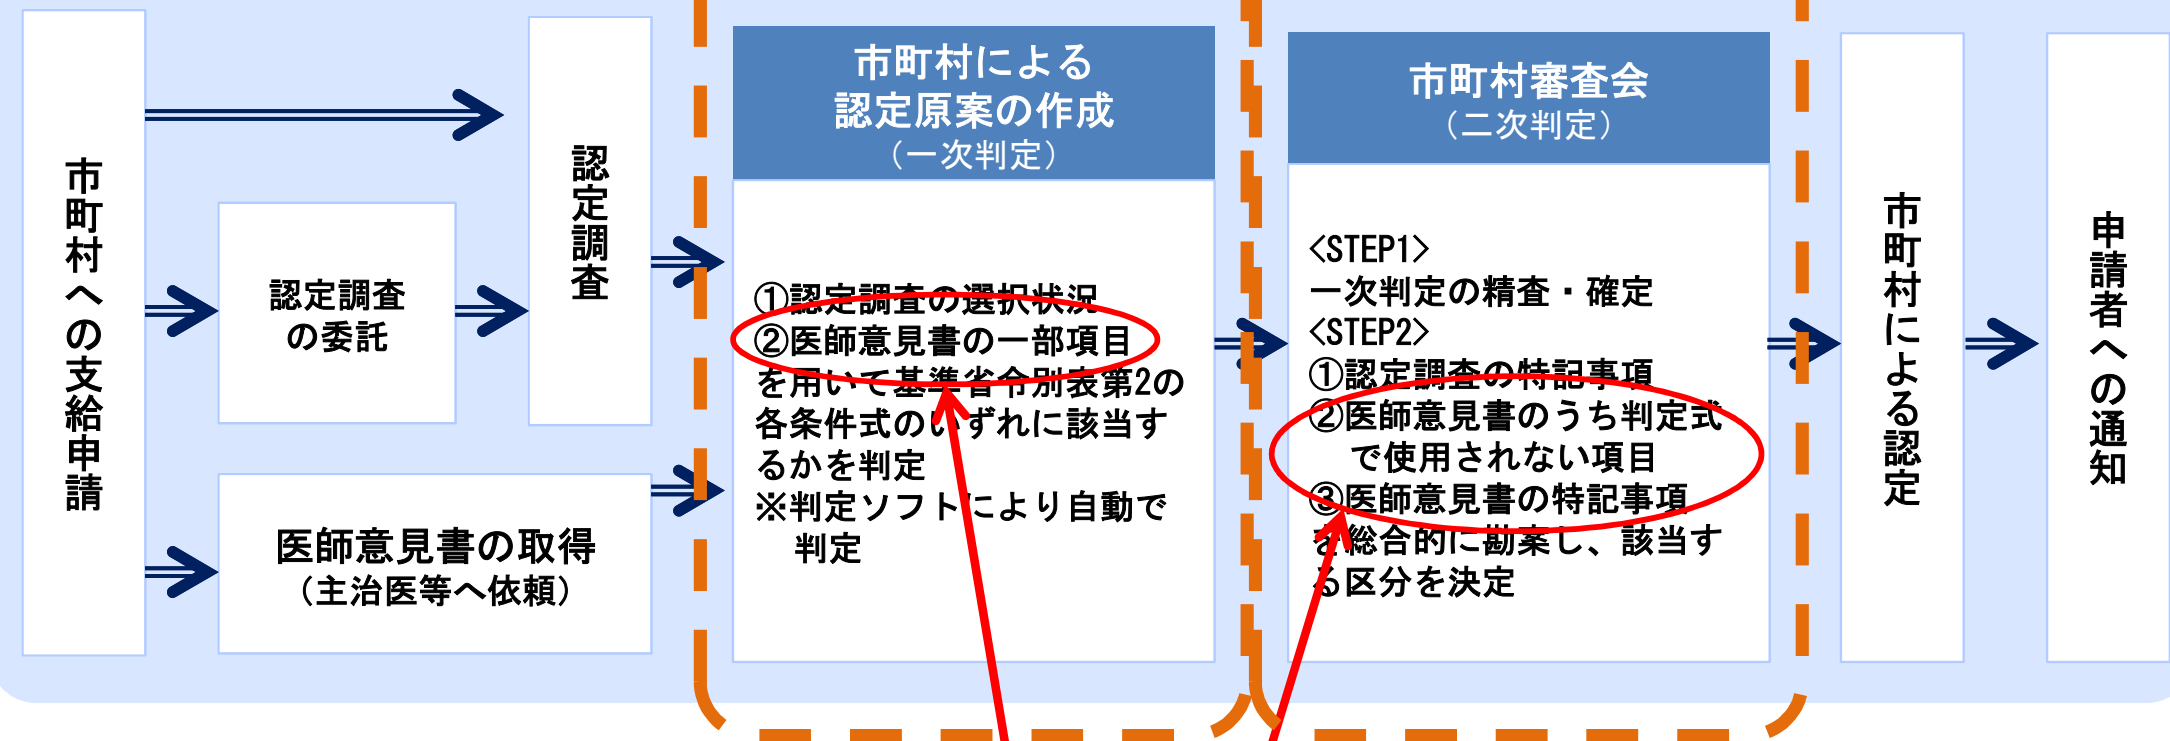 市町村への支給申請
認定調査
の委託
医師意見書の取得
（主治医等へ依頼）
認定調査
市町村による
認定原案の作成
（一次判定）
①認定調査の選択状況
②医師意見書の一部項目
を用いて基準省令別表第2の
各条件式のいずれに該当す
るかを判定
※判定ソフトにより自動で
判定
市町村審査会
（二次判定）
<STEP1>
一次判定の精査・確定
<STEP2>
①認定調査の特記事項
②医師意見書のうち判定式
で使用されない項目
③医師意見書の特記事項
を総合的に勘案し、該当す
る区分を決定
市町村による認定
申請者への通知